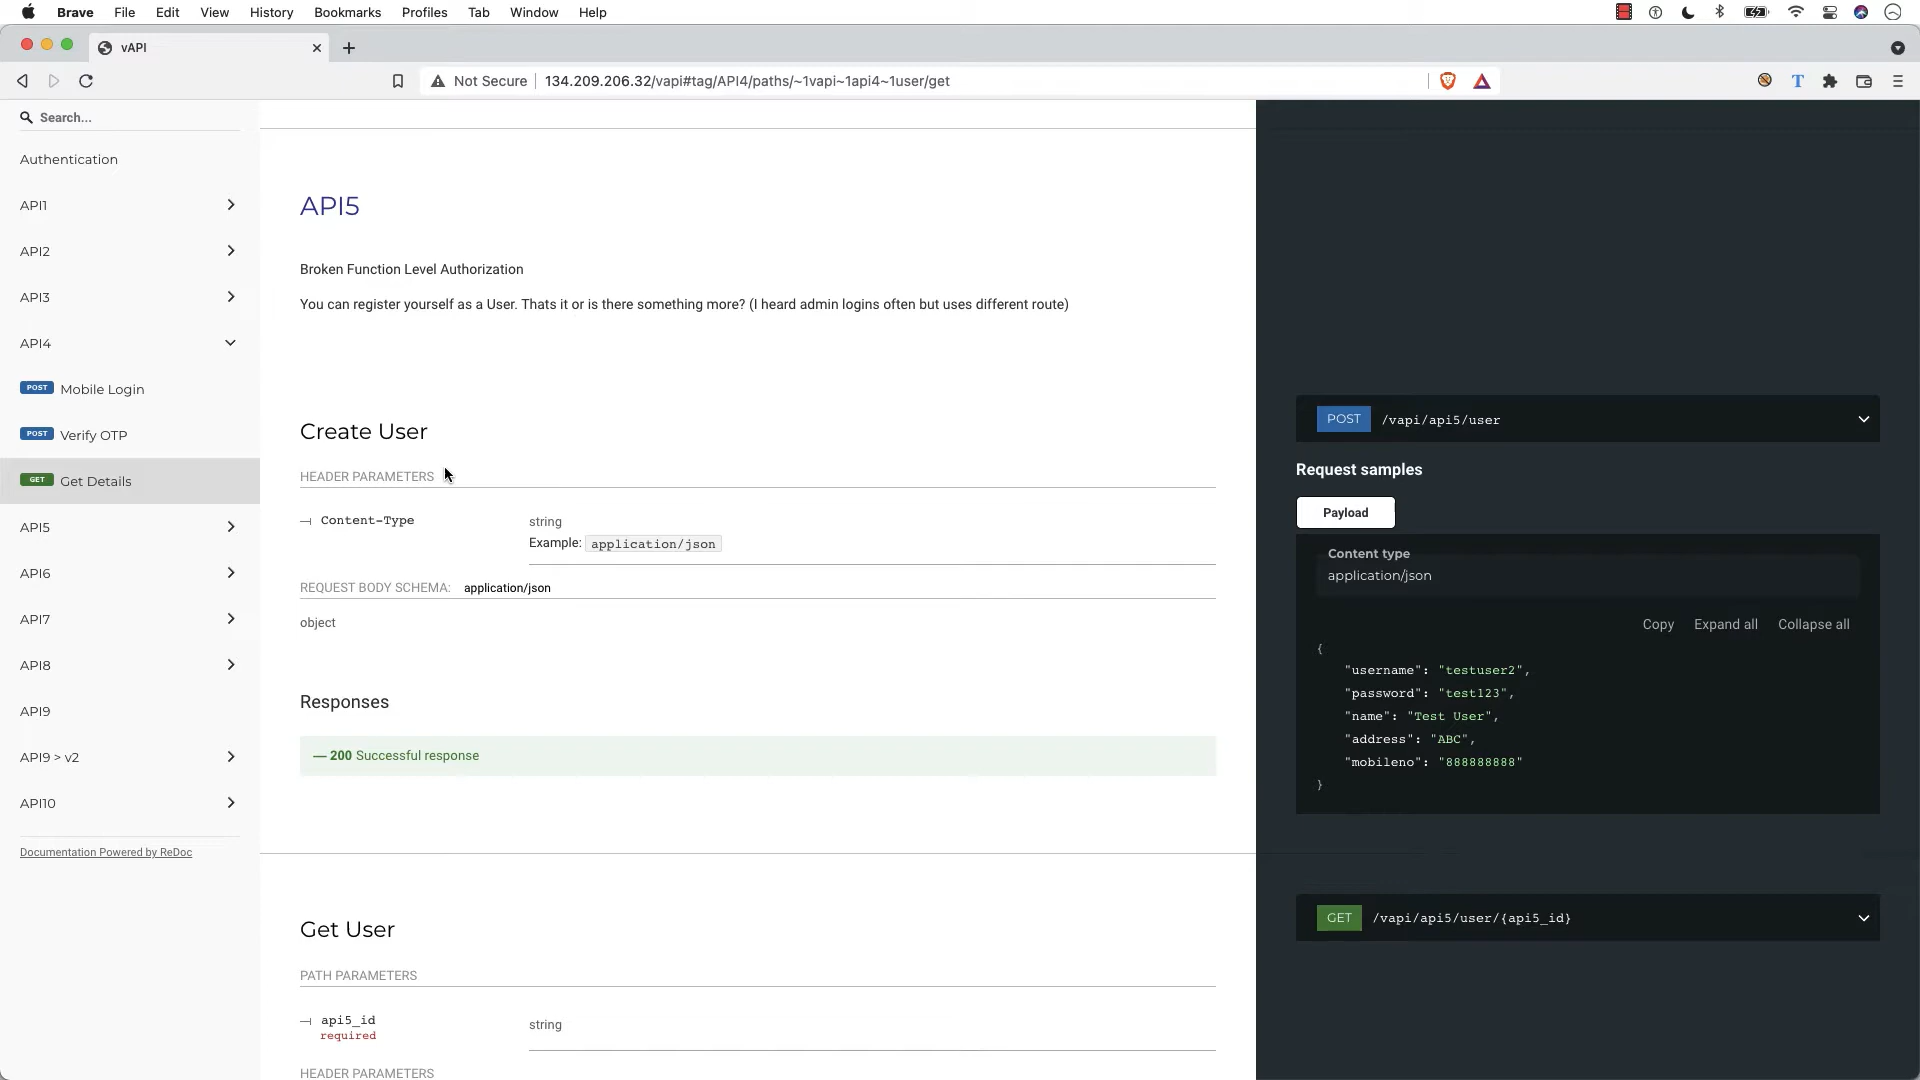 Brave File Edit View History Bookmarks Profiles Tab Window Help
vAPI
Not Secure 134.209.206.32/vapi#tag/API4/paths/~1vapi~1api4~1user/get
Search...
Authentication
API1
API2
API3
API4
POST Mobile Login
POST Verify OTP
GET Get Details
API5
API6
API7
API8
API9
API9 > v2
API10
Documentation Powered by ReDoc
API5
Broken Function Level Authorization
You can register yourself as a User. Thats it or is there something more? (I heard admin logins often but uses different route)
Create User
HEADER PARAMETERS
Content-Type string
Example: application/json
REQUEST BODY SCHEMA: application/json
object
Responses
— 200 Successful response
Get User
PATH PARAMETERS
api5_id string
required
HEADER PARAMETERS
POST /vapi/api5/user
Request samples
Payload
Content type
application/json
Copy Expand all Collapse all
{
"username": "testuser2",
"password": "test123",
"name": "Test User",
"address": "ABC",
"mobileno": "888888888"
}
GET /vapi/api5/user/{api5_id}